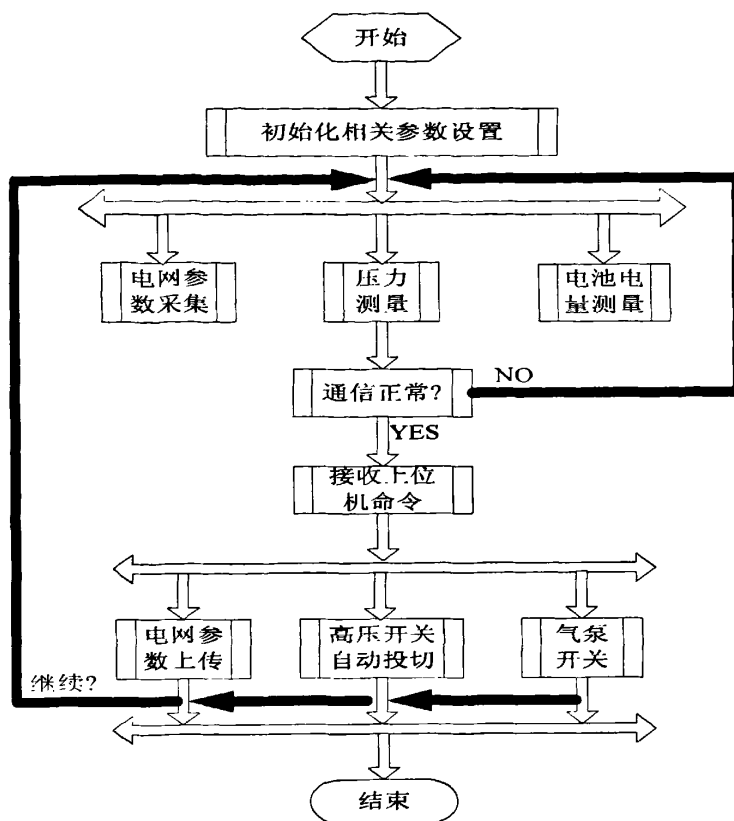 开始
初始化相关参数设置
电网参
数采集
压力
测量
电池电
量测量
通信正常?
NO
YES
接收上位
机命令
电网参
数上传
高压开关
自动投切
气泵
开关
继续?
结束